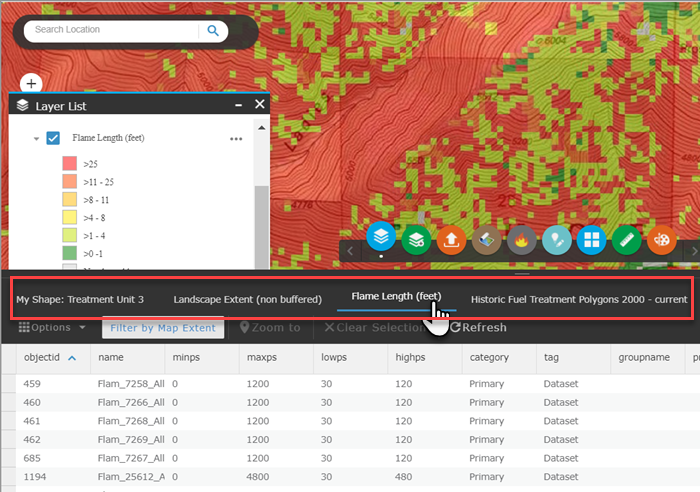 Search Location
6004
Layer List
Flame Length (feet)
>25
>11 - 25
>8 - 11
>4 - 8
>1 - 4
>0 -1
6000
4778
My Shape: Treatment Unit 3 Landscape Extent (non buffered) Flame Length (feet) Historic Fuel Treatment Polygons 2000 - current
Options Filter by Map Extent Zoom to Clear Selection Refresh
objectid name minps maxps lowps highps category tag groupname
459 Flam_7258_All 0 1200 30 120 Primary Dataset
460 Flam_7266_All 0 1200 30 120 Primary Dataset
461 Flam_7268_All 0 1200 30 120 Primary Dataset
462 Flam_7269_All 0 1200 30 120 Primary Dataset
685 Flam_7267_All 0 1200 30 120 Primary Dataset
1194 Flam_25612_A 0 4800 30 480 Primary Dataset